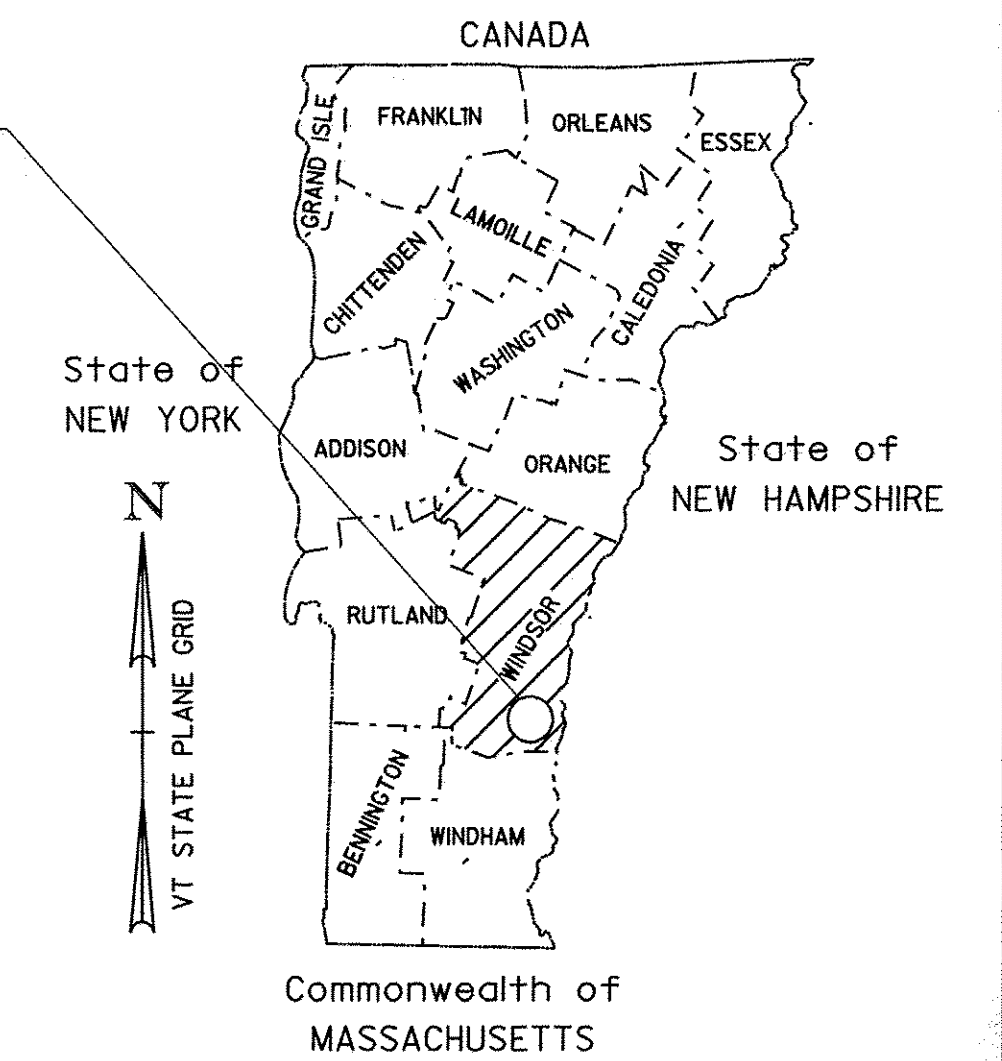 CANADA
GRAND ISLE
FRANKLIN
ORLEANS
ESSEX
LAMOILLE
CHITTENDEN
CALEDONIA
WASHINGTON
State of
NEW YORK
ADDISON
ORANGE
State of
NEW HAMPSHIRE
N
VT STATE PLANE GRID
RUTLAND
WINDSOR
BENNINGTON
WINDHAM
Commonwealth of
MASSACHUSETTS